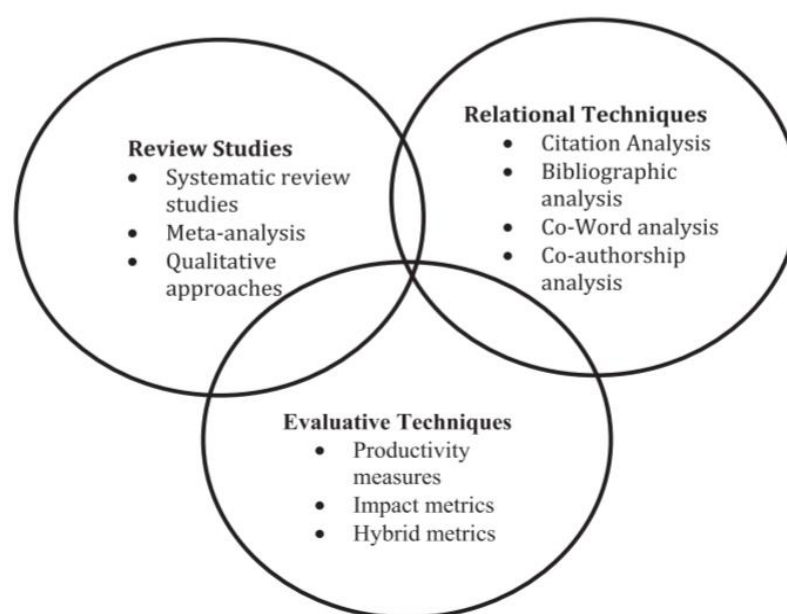 Review Studies
• Systematic review
studies
• Meta-analysis
• Qualitative
approaches
Relational Techniques
• Citation Analysis
• Bibliographic
analysis
• Co-Word analysis
• Co-authorship
analysis
Evaluative Techniques
• Productivity
measures
• Impact metrics
• Hybrid metrics